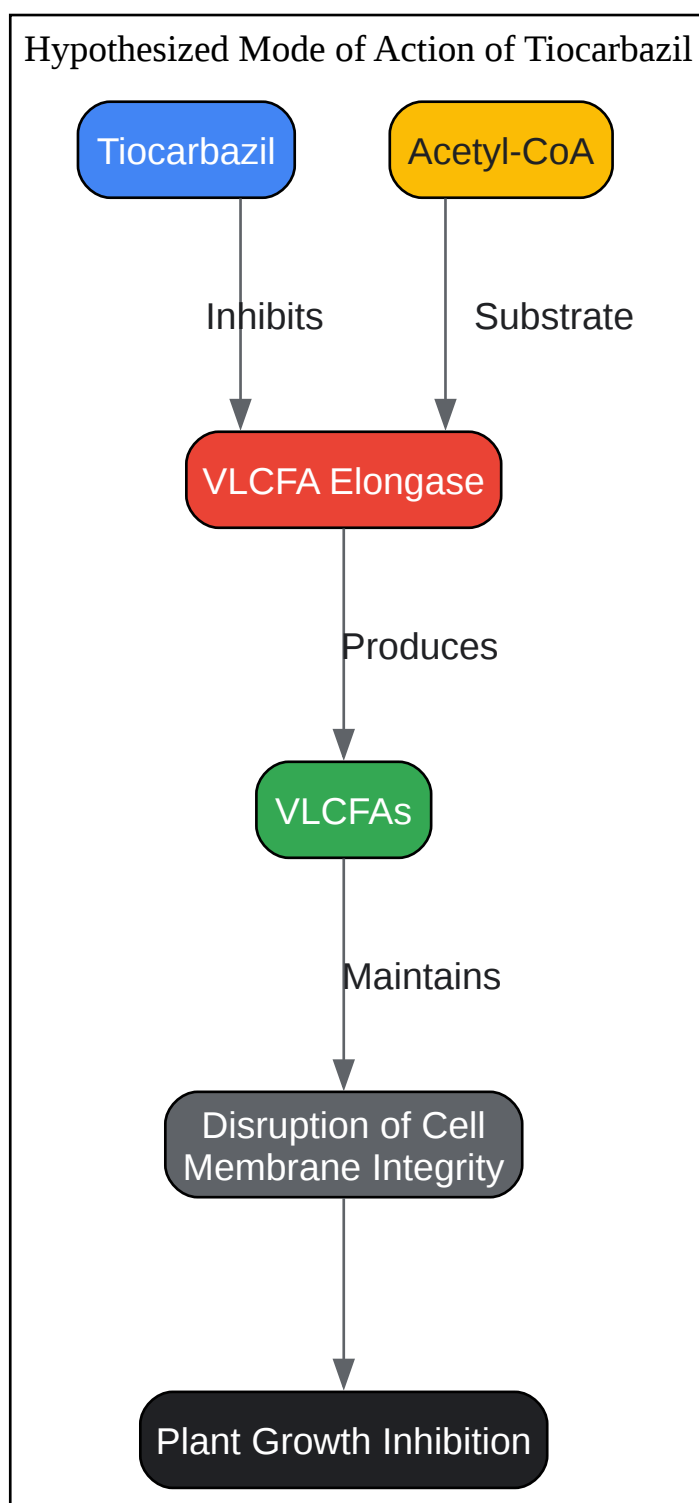 Hypothesized Mode of Action of Tiocarbazil
Tiocarbazil
Acetyl-CoA
Inhibits
Substrate
VLCFA Elongase
Produces
VLCFAs
Maintains
Disruption of Cell
Membrane Integrity
Plant Growth Inhibition